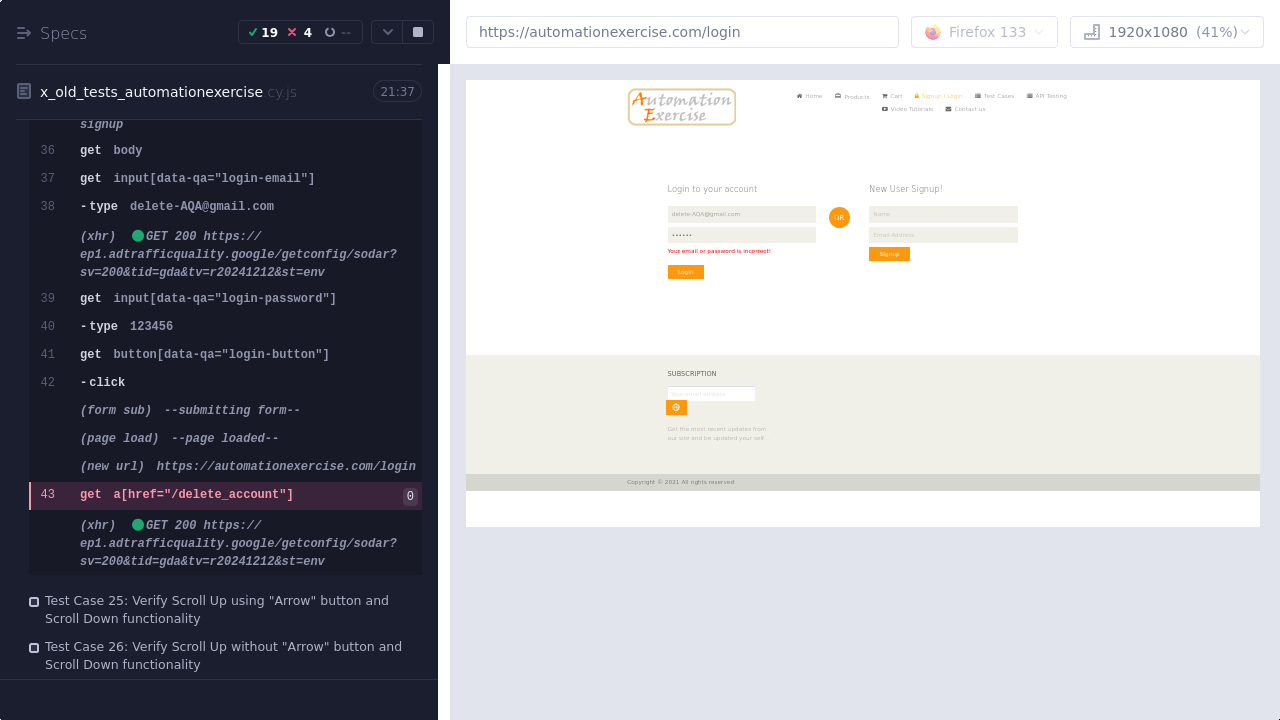 Specs
19
4
--
x_old_tests_automationexercise cy.js
21:37
signup
36 get body
37 get input[data-qa="login-email"]
38 -type delete-AQA@gmail.com
(xhr) GET 200 https://
ep1.adtrafficquality.google/getconfig/sodar?
sv=200&tid=gda&tv=r20241212&st=env
39 get input[data-qa="login-password"]
40 -type 123456
41 get button[data-qa="login-button"]
42 -click
(form sub) --submitting form--
(page load) --page loaded--
(new url) https://automationexercise.com/login
43 get a[href="/delete_account"] 0
(xhr) GET 200 https://
ep1.adtrafficquality.google/getconfig/sodar?
sv=200&tid=gda&tv=r20241212&st=env
Test Case 25: Verify Scroll Up using "Arrow" button and
Scroll Down functionality
Test Case 26: Verify Scroll Up without "Arrow" button and
Scroll Down functionality
https://automationexercise.com/login
Firefox 133
1920x1080 (41%)
Automation
Exercise
Home
Products
Cart
Signup / Login
Test Cases
API Testing
Video Tutorials
Contact us
Login to your account
delete-AQA@gmail.com
••••••
Your email or password is incorrect!
Login
OR
New User Signup!
Name
Email Address
Signup
SUBSCRIPTION
Your email address
Get the most recent updates from
our site and be updated your self
Copyright © 2021 All rights reserved